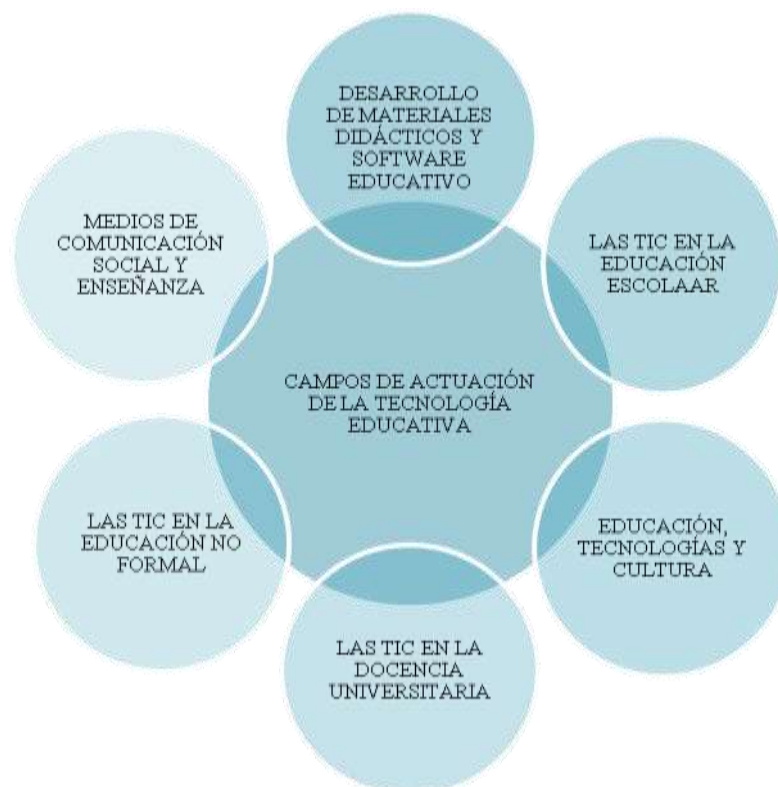 DESARROLLO
DE MATERIALES
DIDÁCTICOS Y
SOFTWARE
EDUCATIVO
LAS TIC EN LA
EDUCACIÓN
ESCOLAAR
EDUCACIÓN,
TECNOLOGÍAS Y
CULTURA
LAS TIC EN LA
DOCENCIA
UNIVERSITARIA
LAS TIC EN LA
EDUCACIÓN NO
FORMAL
MEDIOS DE
COMUNICACIÓN
SOCIAL Y
ENSEÑANZA
CAMPOS DE ACTUACIÓN
DE LA TECNOLOGÍA
EDUCATIVA